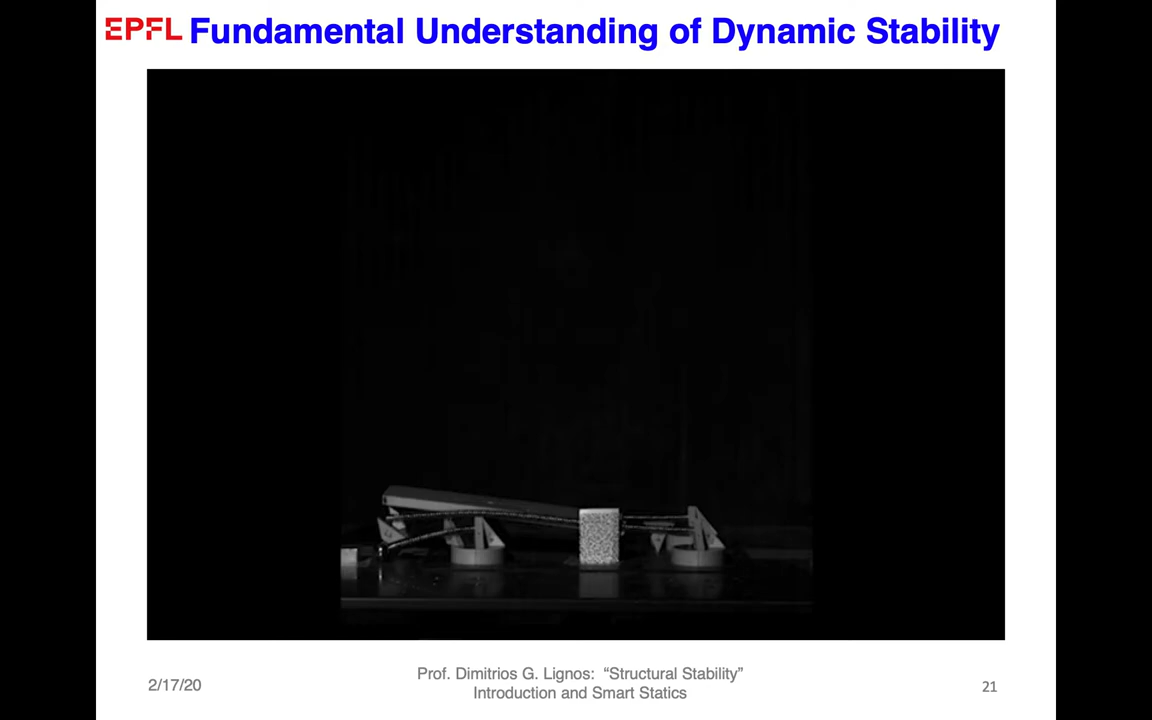 EPFL Fundamental Understanding of Dynamic Stability
2/17/20
Prof. Dimitrios G. Lignos: “Structural Stability”
Introduction and Smart Statics
21